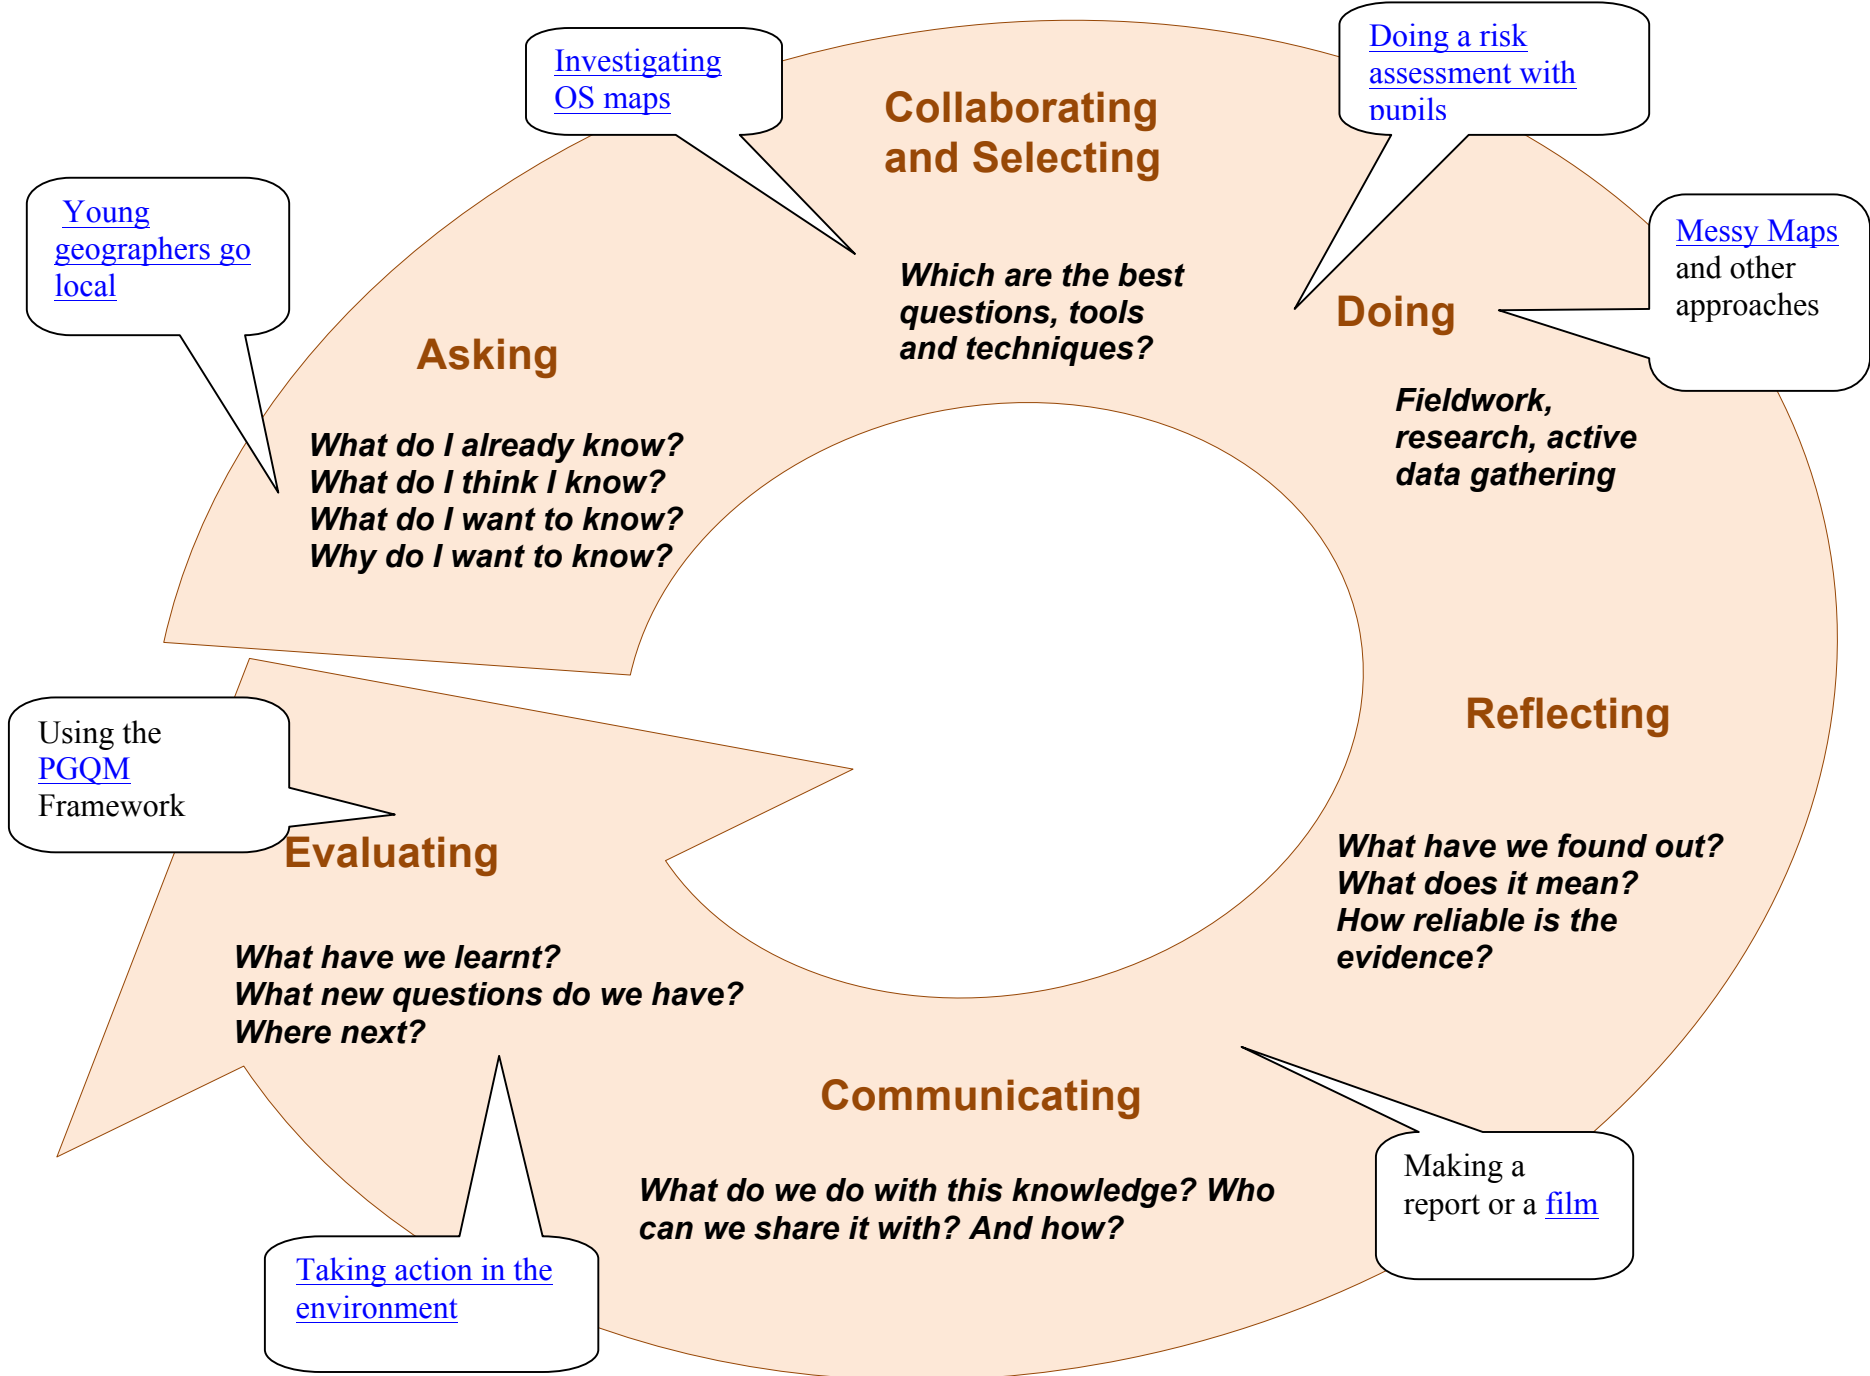 Investigating
OS maps
Doing a risk
assessment with
pupils
Collaborating
and Selecting
Young
geographers go
local
Messy Maps
and other
approaches
Which are the best
questions, tools
and techniques?
Doing
Asking
Fieldwork,
research, active
data gathering
What do I already know?
What do I think I know?
What do I want to know?
Why do I want to know?
Reflecting
Using the
PGQM
Framework
Evaluating
What have we found out?
What does it mean?
How reliable is the
evidence?
What have we learnt?
What new questions do we have?
Where next?
Communicating
Making a
report or a film
What do we do with this knowledge? Who
can we share it with? And how?
Taking action in the
environment